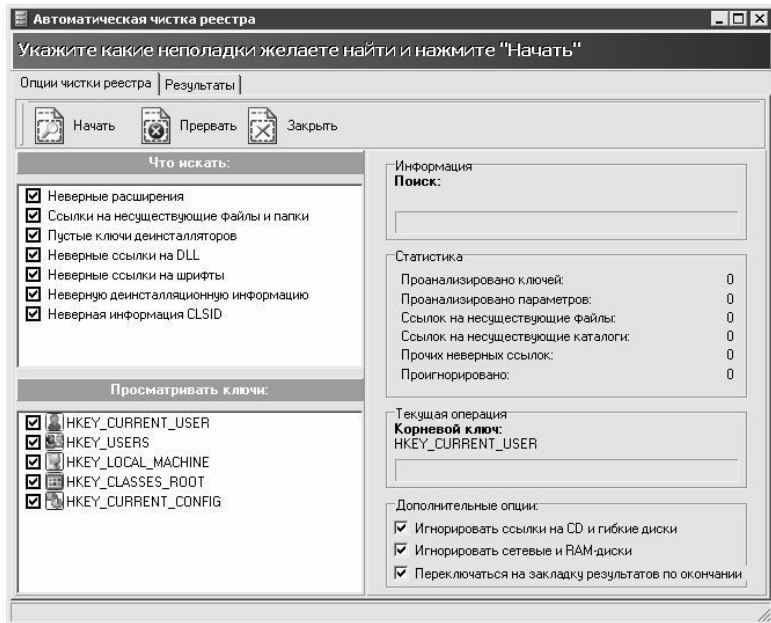 Автоматическая чистка реестра
Укажите какие неполадки желаете найти и нажмите "Начать"
Опции чистки реестра
Результаты
Начать
Прервать
Закрыть
Что искать:
Неверные расширения
Ссылки на несуществующие файлы и папки
Пустые ключи деинсталляторов
Неверные ссылки на DLL
Неверные ссылки на шрифты
Неверную деинсталляционную информацию
Неверная информация CLSID
Просматривать ключи:
HKEY_CURRENT_USER
HKEY_USERS
HKEY_LOCAL_MACHINE
HKEY_CLASSES_ROOT
HKEY_CURRENT_CONFIG
Информация
Поиск:
Статистика
Проанализировано ключей: 0
Проанализировано параметров: 0
Ссылок на несуществующие файлы: 0
Ссылок на несуществующие каталоги: 0
Прочих неверных ссылок: 0
Проигнорировано: 0
Текущая операция
Корневой ключ:
HKEY_CURRENT_USER
Дополнительные опции:
Игнорировать ссылки на CD и гибкие диски
Игнорировать сетевые и RAM-диски
Переключаться на закладку результатов по окончании